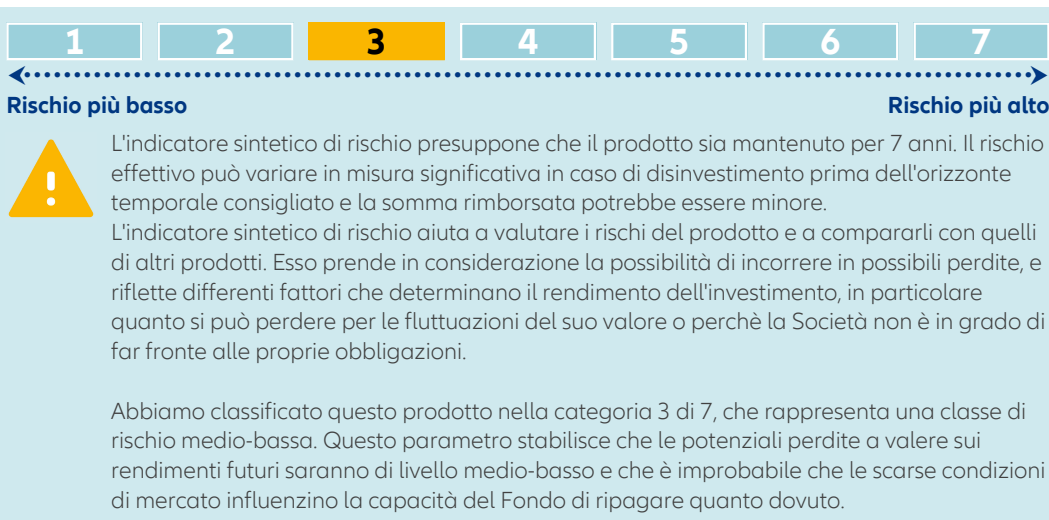 1 2 3 4 5 6 7
Rischio più basso Rischio più alto
L'indicatore sintetico di rischio presuppone che il prodotto sia mantenuto per 7 anni. Il rischio
effettivo può variare in misura significativa in caso di disinvestimento prima dell'orizzonte
temporale consigliato e la somma rimborsata potrebbe essere minore.
L'indicatore sintetico di rischio aiuta a valutare i rischi del prodotto e a compararli con quelli
di altri prodotti. Esso prende in considerazione la possibilità di incorrere in possibili perdite, e
riflette differenti fattori che determinano il rendimento dell'investimento, in particolare
quanto si può perdere per le fluttuazioni del suo valore o perchè la Società non è in grado di
far fronte alle proprie obbligazioni.
Abbiamo classificato questo prodotto nella categoria 3 di 7, che rappresenta una classe di
rischio medio-bassa. Questo parametro stabilisce che le potenziali perdite a valere sui
rendimenti futuri saranno di livello medio-basso e che è improbabile che le scarse condizioni
di mercato influenzino la capacità del Fondo di ripagare quanto dovuto.